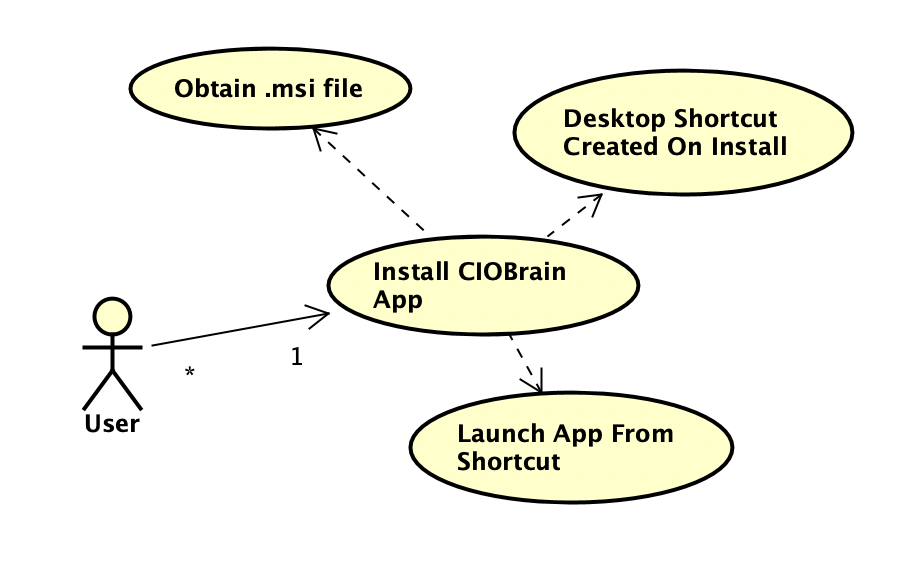 Obtain .msi file
Desktop Shortcut
Created On Install
Install CIOBrain
App
1
*
User
Launch App From
Shortcut